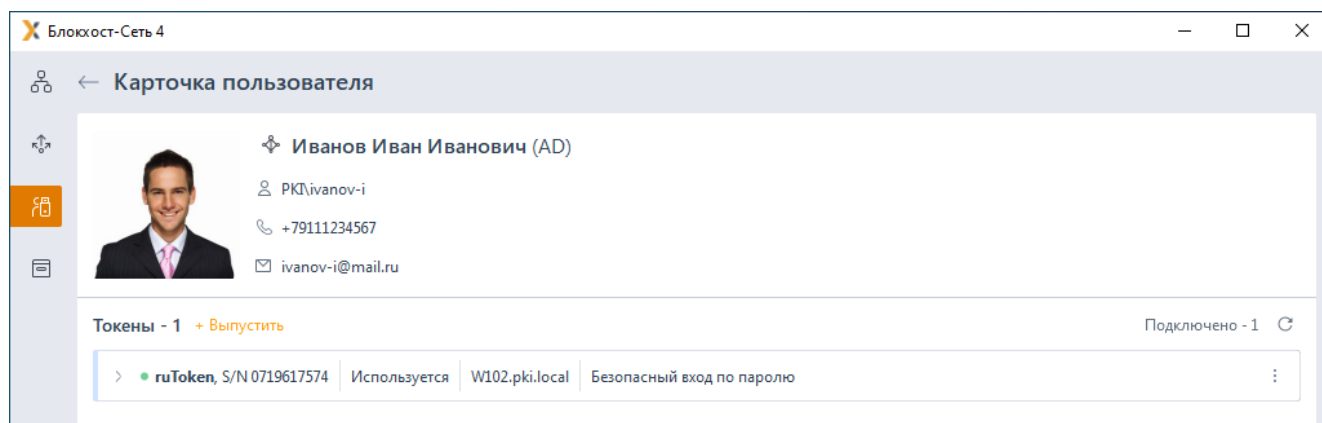 Блокхост-Сеть 4
← Карточка пользователя
Иванов Иван Иванович (AD)
PKI\ivanov-i
+79111234567
ivanov-i@mail.ru
Токены - 1 + Выпустить Подключено - 1
ruToken, S/N 0719617574 Используется W102.pki.local Безопасный вход по паролю